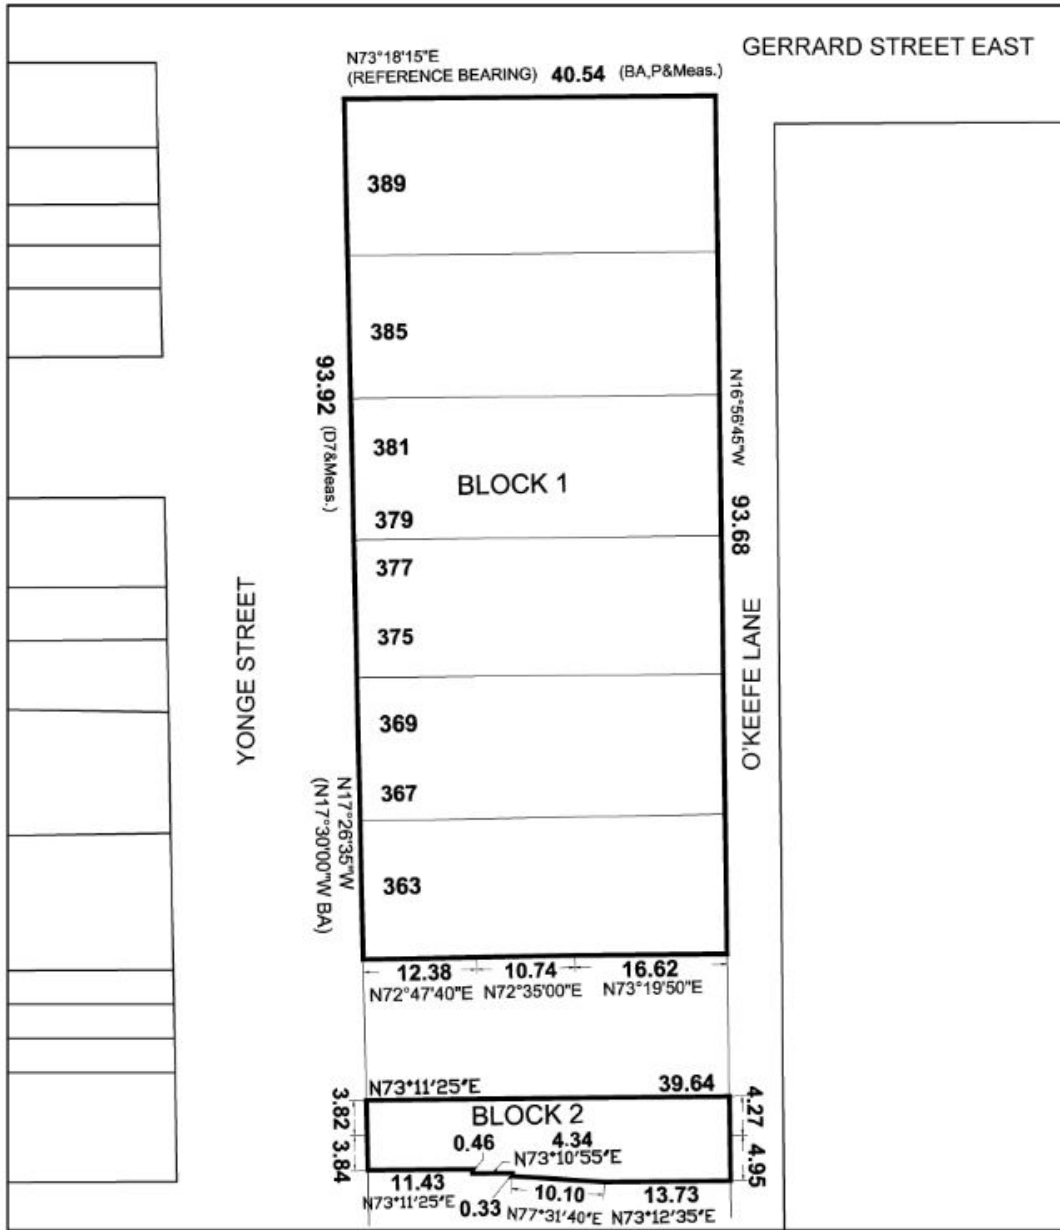 GERRARD STREET EAST
N73°18'15"E
(REFERENCE BEARING) 40.54 (BA,P&Meas.)
389
385
93.92 (D7&Meas.)
N16°56'45"W 93.68
381
BLOCK 1
379
377
375
YONGE STREET
O'KEEFE LANE
369
367
N17°26'35"W
(N17°30'00"W BA)
363
12.38 10.74 16.62
N72°47'40"E N72°35'00"E N73°19'50"E
N73°11'25"E 39.64
3.82 3.84
4.27 4.95
BLOCK 2
0.46 4.34
N73°10'55"E
11.43
N73°11'25"E 0.33
10.10 13.73
N77°31'40"E N73°12'35"E